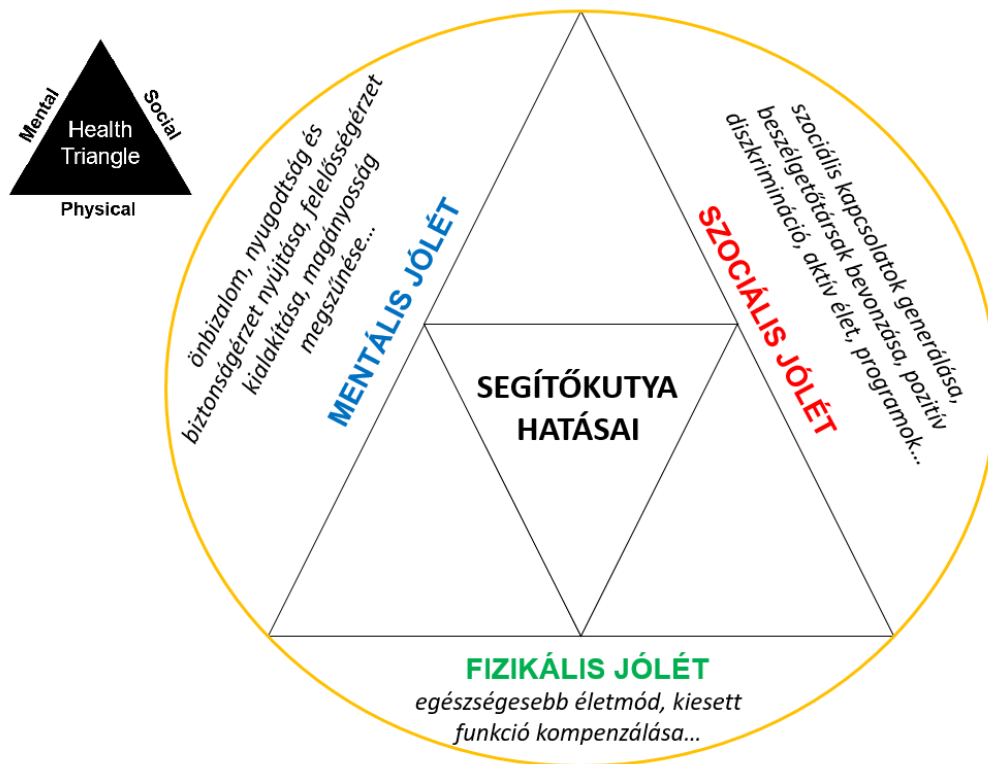 Mental
Social
Health
Triangle
Physical
önbizalom, nyugodtság és
biztonságérzet nyújtása, felelősségérzet
kialakítása, magányosság
megszűnése...
MENTÁLIS JÓLÉT
szociális kapcsolatok generálása,
beszélgetőtársak bevonzása, pozitív
diszkrimináció, aktív élet, programok...
SZOCIÁLIS JÓLÉT
SEGÍTŐKUTYA
HATÁSAI
FIZIKÁLIS JÓLÉT
egészségesebb életmód, kiesett
funkció kompenzálása...